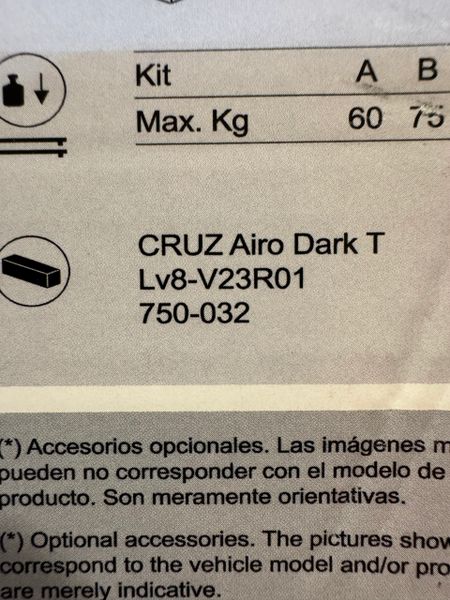 Kit A B
Max. Kg 60 75
CRUZ Airo Dark T
Lv8-V23R01
750-032
(*) Accesorios opcionales. Las imágenes
pueden no corresponder con el modelo de
producto. Son meramente orientativas.
(*) Optional accessories. The pictures
correspond to the vehicle model and/or
are merely indicative.